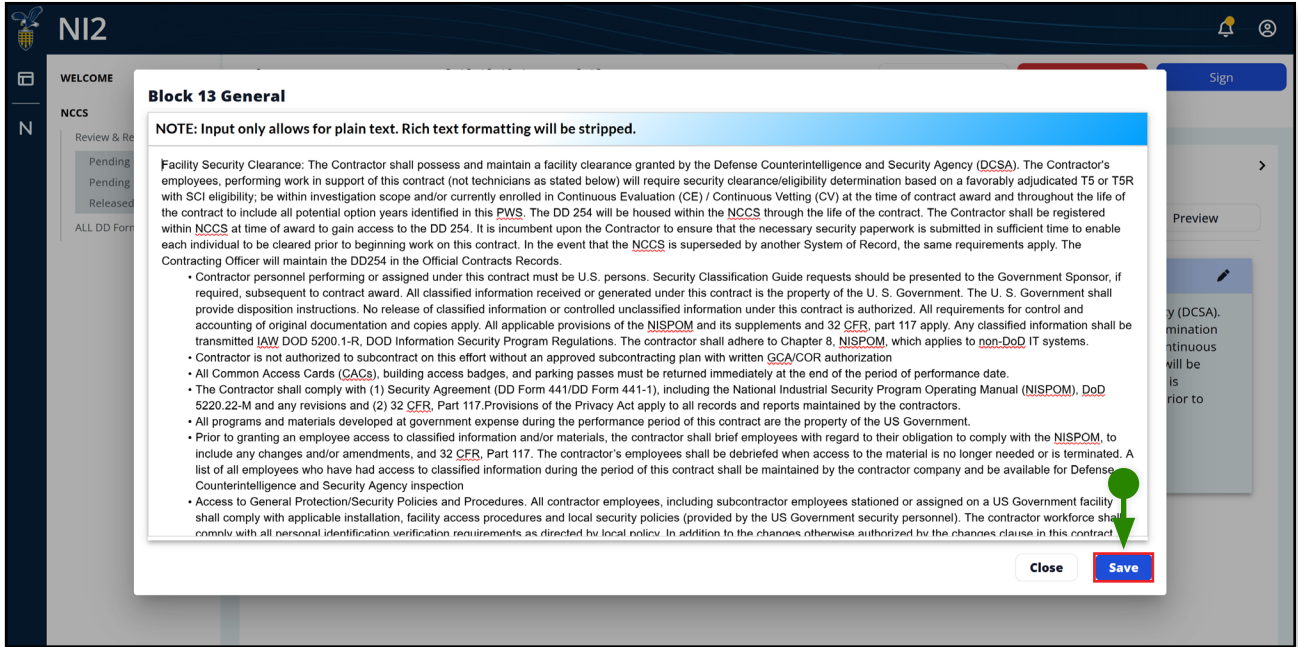 NI2
WELCOME
Sign
NCCS
Review & Re
Pending
Pending
Released
ALL DD Forn
Block 13 General
NOTE: Input only allows for plain text. Rich text formatting will be stripped.
Facility Security Clearance: The Contractor shall possess and maintain a facility clearance granted by the Defense Counterintelligence and Security Agency (DCSA). The Contractor's
employees, performing work in support of this contract (not technicians as stated below) will require security clearance/eligibility determination based on a favorably adjudicated T5 or T5R
with SCI eligibility; be within investigation scope and/or currently enrolled in Continuous Evaluation (CE) / Continuous Vetting (CV) at the time of contract award and throughout the life of
the contract to include all potential option years identified in this PWS. The DD 254 will be housed within the NCCS through the life of the contract. The Contractor shall be registered
within NCCS at time of award to gain access to the DD 254. It is incumbent upon the Contractor to ensure that the necessary security paperwork is submitted in sufficient time to enable
each individual to be cleared prior to beginning work on this contract. In the event that the NCCS is superseded by another System of Record, the same requirements apply. The
Contracting Officer will maintain the DD254 in the Official Contracts Records.
• Contractor personnel performing or assigned under this contract must be U.S. persons. Security Classification Guide requests should be presented to the Government Sponsor, if
required, subsequent to contract award. All classified information received or generated under this contract is the property of the U. S. Government. The U. S. Government shall
provide disposition instructions. No release of classified information or controlled unclassified information under this contract is authorized. All requirements for control and
accounting of original documentation and copies apply. All applicable provisions of the NISPOM and its supplements and 32 CFR, part 117 apply. Any classified information shall be
transmitted IAW DOD 5200.1-R, DOD Information Security Program Regulations. The contractor shall adhere to Chapter 8, NISPOM, which applies to non-DoD IT systems.
• Contractor is not authorized to subcontract on this effort without an approved subcontracting plan with written GCA/COR authorization
• All Common Access Cards (CACs), building access badges, and parking passes must be returned immediately at the end of the period of performance date.
• The Contractor shall comply with (1) Security Agreement (DD Form 441/DD Form 441-1), including the National Industrial Security Program Operating Manual (NISPOM), DoD
5220.22-M and any revisions and (2) 32 CFR, Part 117.Provisions of the Privacy Act apply to all records and reports maintained by the contractors.
• All programs and materials developed at government expense during the performance period of this contract are the property of the US Government.
• Prior to granting an employee access to classified information and/or materials, the contractor shall brief employees with regard to their obligation to comply with the NISPOM, to
include any changes and/or amendments, and 32 CFR, Part 117. The contractor's employees shall be debriefed when access to the material is no longer needed or is terminated. A
list of all employees who have had access to classified information during the period of this contract shall be maintained by the contractor company and be available for Defense
Counterintelligence and Security Agency inspection
• Access to General Protection/Security Policies and Procedures. All contractor employees, including subcontractor employees stationed or assigned on a US Government facility
shall comply with applicable installation, facility access procedures and local security policies (provided by the US Government security personnel). The contractor workforce shall
comply with all personal identification verification requirements as directed by local policy. In addition to the changes otherwise authorized by the changes clause in this contract
Close
Save
N
Preview
y (DCSA).
mination
ntinuous
will be
is
rior to